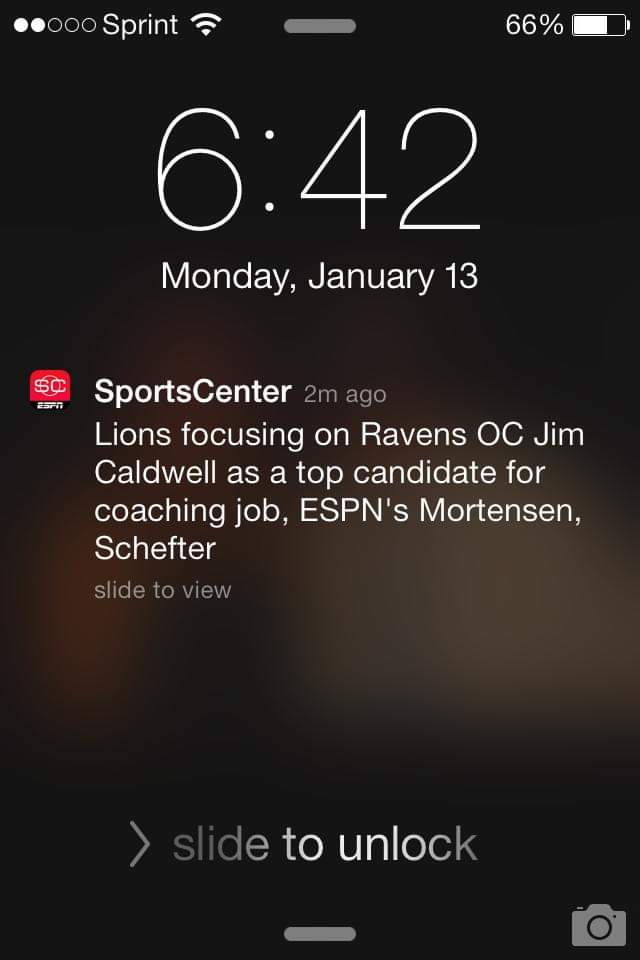 Sprint 66%
6:42
Monday, January 13
SC ESPN
SportsCenter 2m ago
Lions focusing on Ravens OC Jim
Caldwell as a top candidate for
coaching job, ESPN's Mortensen,
Schefter
slide to view
slide to unlock